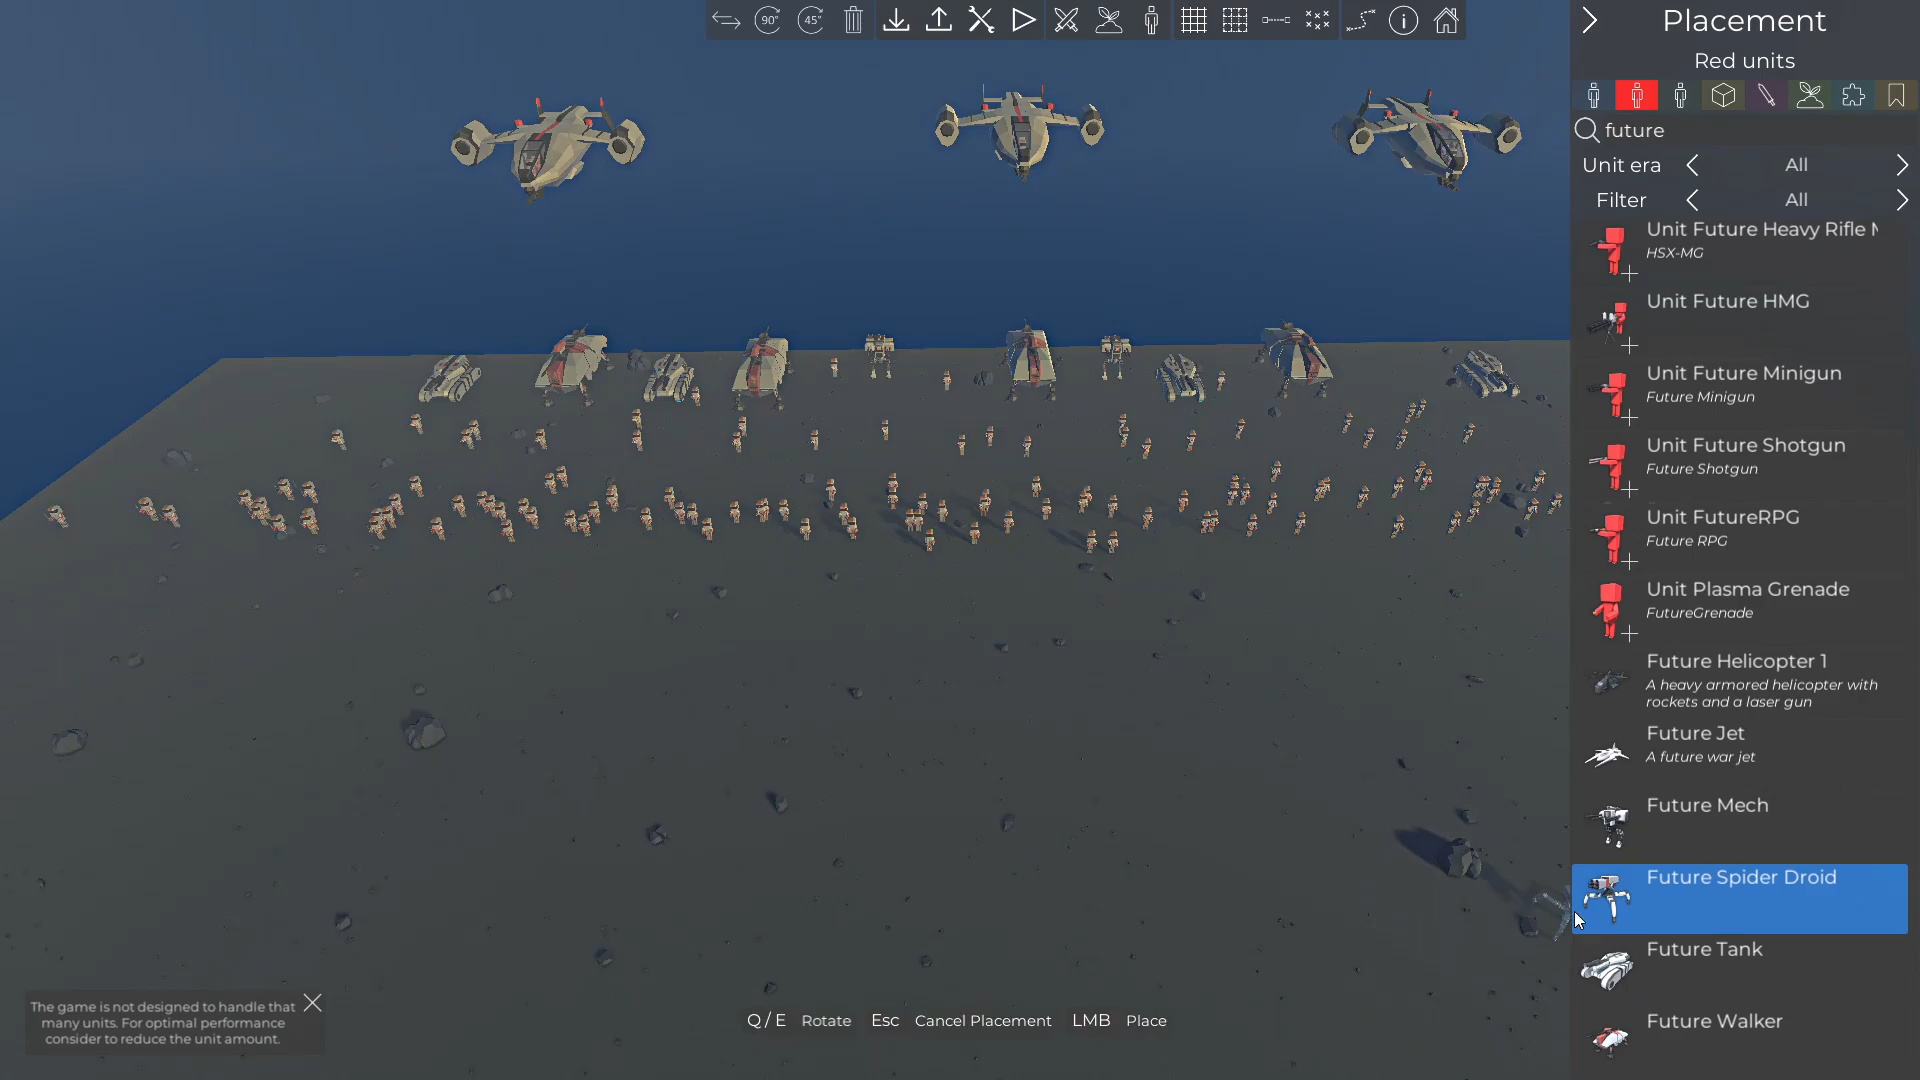 90°
45°
Placement
Red units
future
Unit era
All
Filter
All
Unit Future Heavy Rifle
HSX-MG
Unit Future HMG
Unit Future Minigun
Future Minigun
Unit Future Shotgun
Future Shotgun
Unit FutureRPG
Future RPG
Unit Plasma Grenade
FutureGrenade
Future Helicopter 1
A heavy armored helicopter with
rockets and a laser gun
Future Jet
A future war jet
Future Mech
Future Spider Droid
Future Tank
Future Walker
The game is not designed to handle that
many units. For optimal performance
consider to reduce the unit amount.
Q / E Rotate Esc Cancel Placement LMB Place